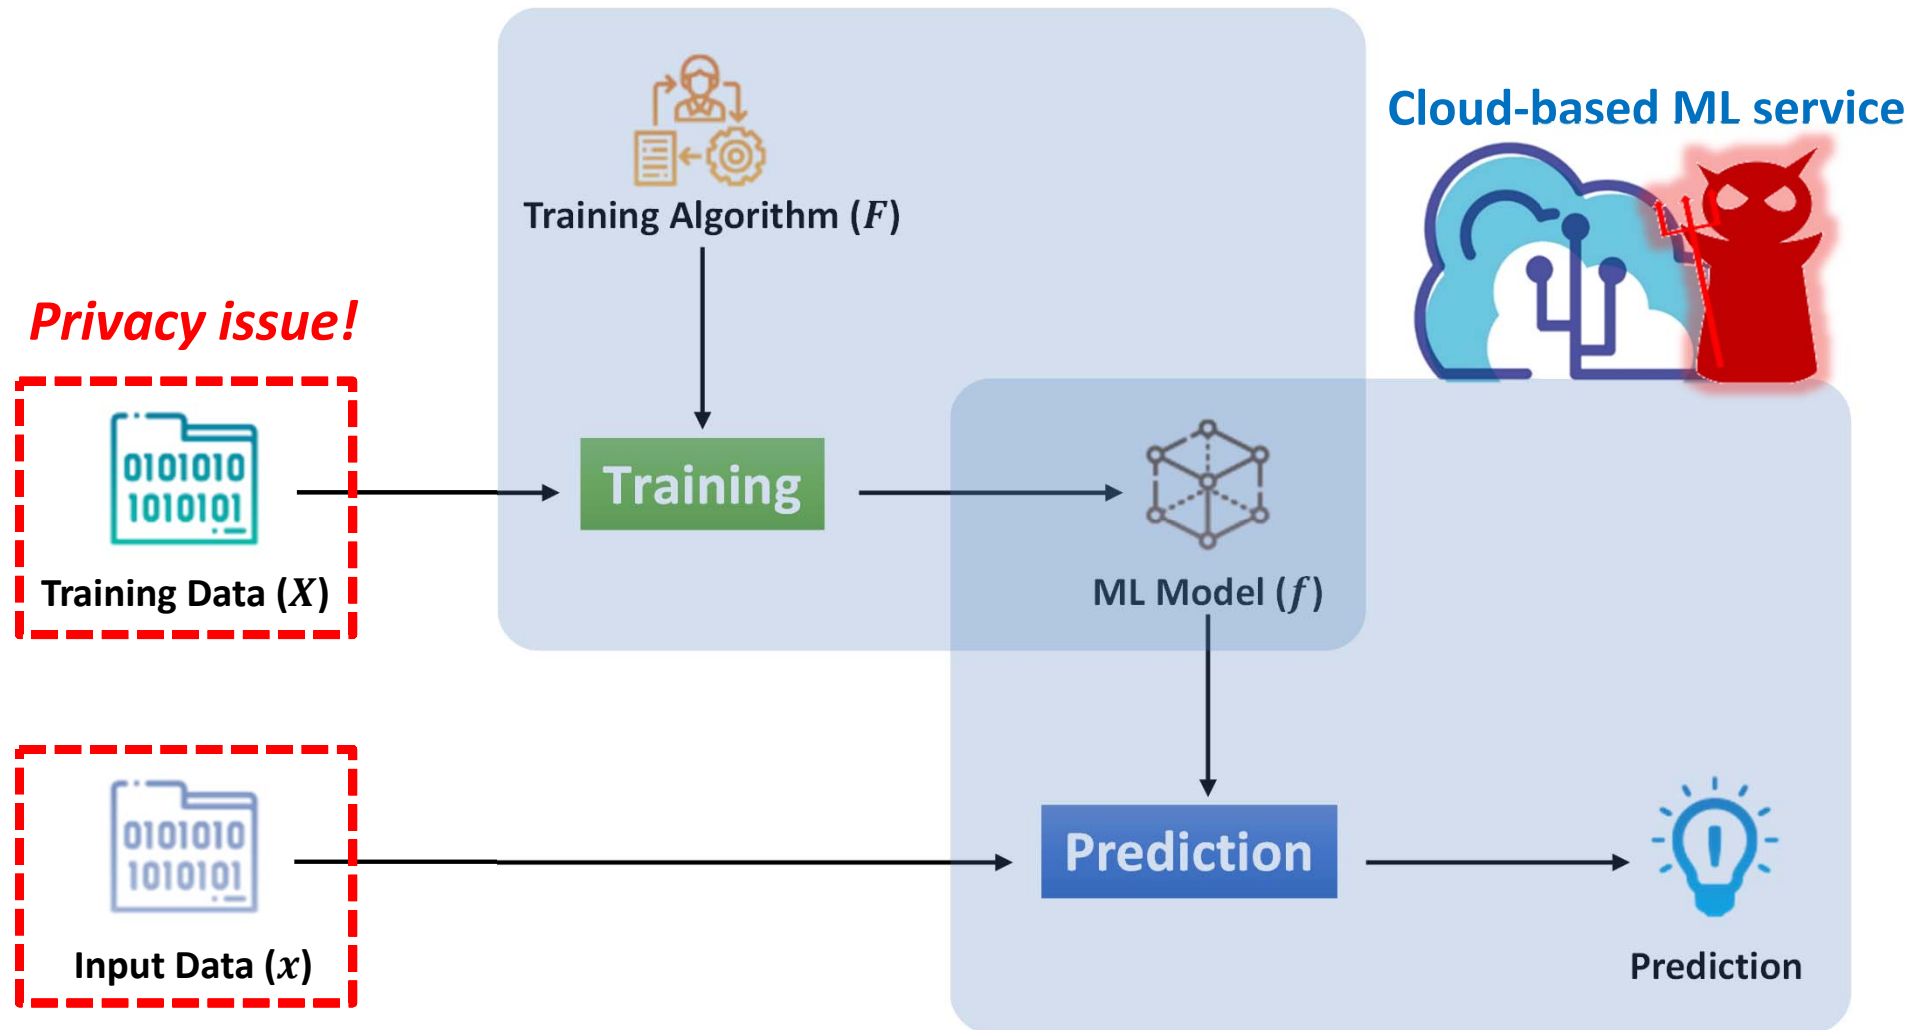 Cloud-based ML service
Training Algorithm (F)
Privacy issue!
0101010
1010101
Training Data (X)
Training
ML Model (f)
0101010
1010101
Input Data (x)
Prediction
Prediction